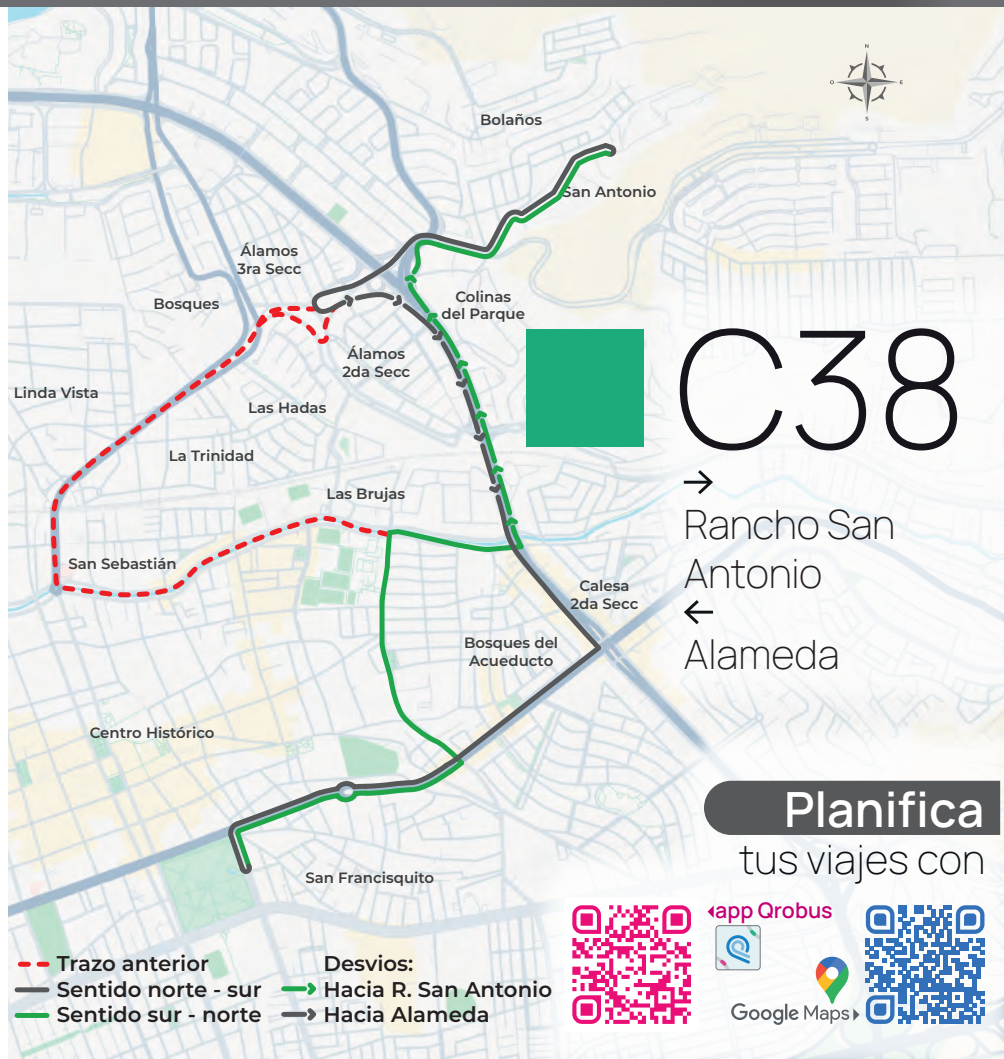 N
O
E
S
Bolaños
San Antonio
Álamos
3ra Secc
Bosques
Colinas
del Parque
Álamos
2da Secc
Linda Vista
Las Hadas
La Trinidad
Las Brujas
San Sebastián
Calesa
2da Secc
Bosques del
Acueducto
Centro Histórico
San Francisquito
C38
→
Rancho San
Antonio
←
Alameda
Planifica
tus viajes con
app Qrobus
Google Maps
Trazo anterior
Sentido norte - sur
Sentido sur - norte
Desvios:
Hacia R. San Antonio
Hacia Alameda